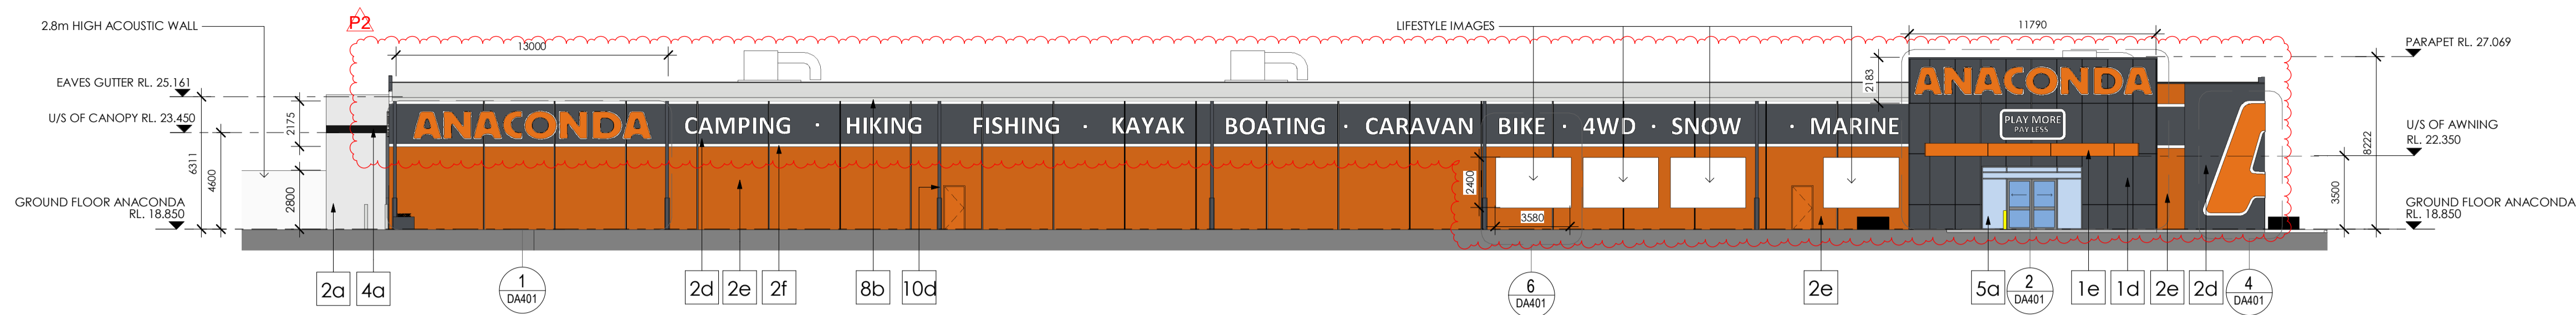 P2
2.8m HIGH ACOUSTIC WALL
LIFESTYLE IMAGES
11790
13000
PARAPET RL. 27.069
EAVES GUTTER RL. 25.161
2183
ANACONDA
U/S OF CANOPY RL. 23.450
2175
ANACONDA CAMPING · HIKING FISHING · KAYAK BOATING · CARAVAN BIKE · 4WD · SNOW · MARINE
PLAY MORE
PAY LESS
U/S OF AWNING
RL. 22.350
6311
4600
2800
2400
3580
8222
3500
GROUND FLOOR ANACONDA
RL. 18.850
GROUND FLOOR ANACONDA
RL. 18.850
2a 4a
1
DA401
2d 2e 2f 8b 10d
6
DA401
2e 5a
2
DA401
1e 1d 2e 2d
4
DA401